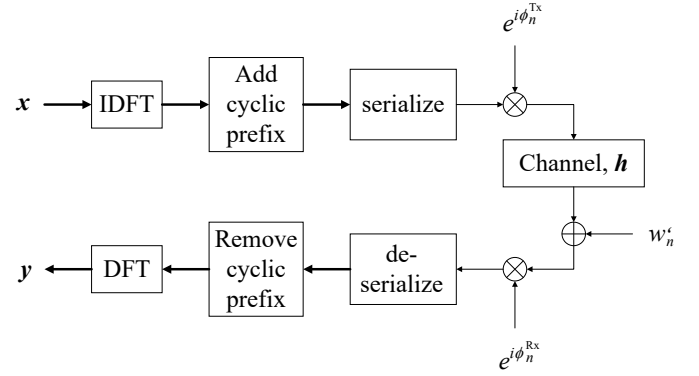 e^{iϕ_n^{Tx}}
x
IDFT
Add
cyclic
prefix
serialize
Channel, h
w'_n
y
DFT
Remove
cyclic
prefix
de-
serialize
e^{iϕ_n^{Rx}}